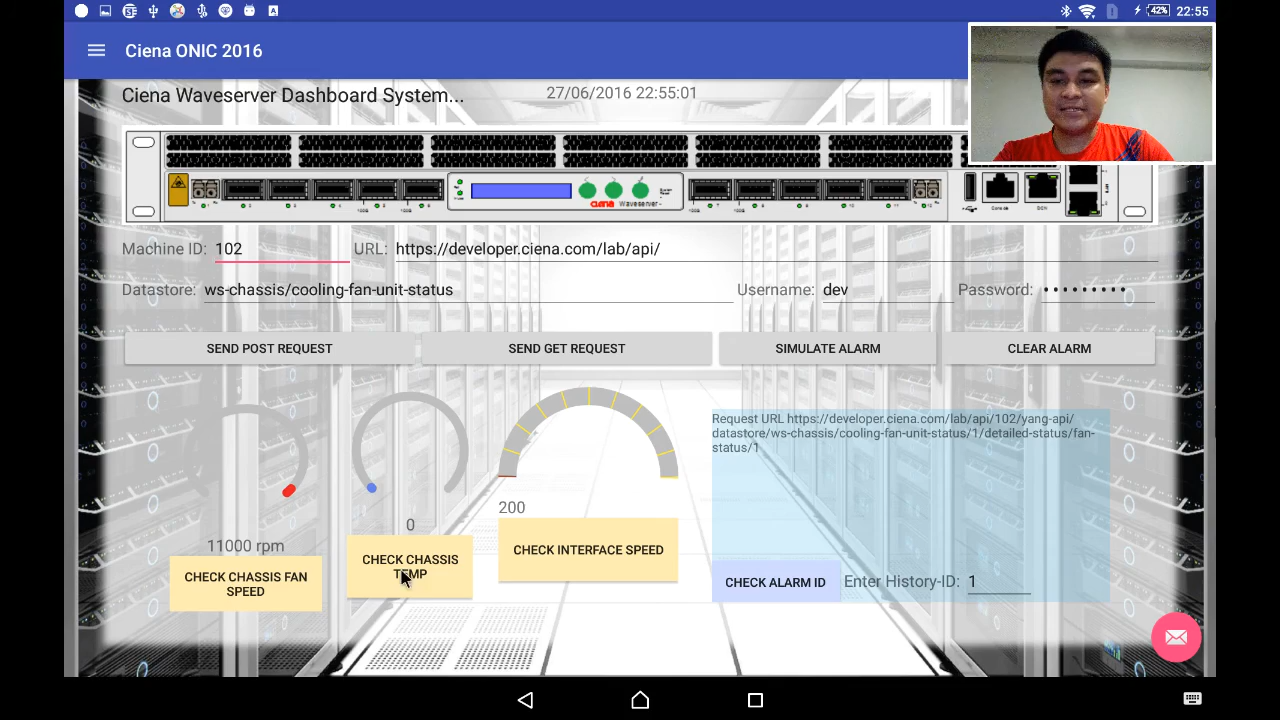 42% 22:55
Ciena ONIC 2016
Ciena Waveserver Dashboard System...
27/06/2016 22:55:01
ciena Waveserver
Machine ID: 102 URL: https://developer.ciena.com/lab/api/
Datastore: ws-chassis/cooling-fan-unit-status Username: dev Password: •••••••••
SEND POST REQUEST SEND GET REQUEST SIMULATE ALARM CLEAR ALARM
Request URL https://developer.ciena.com/lab/api/102/yang-api/
datastore/ws-chassis/cooling-fan-unit-status/1/detailed-status/fan-
status/1
200
0
11000 rpm
CHECK CHASSIS FAN
SPEED
CHECK CHASSIS
TEMP
CHECK INTERFACE SPEED
CHECK ALARM ID Enter History-ID: 1